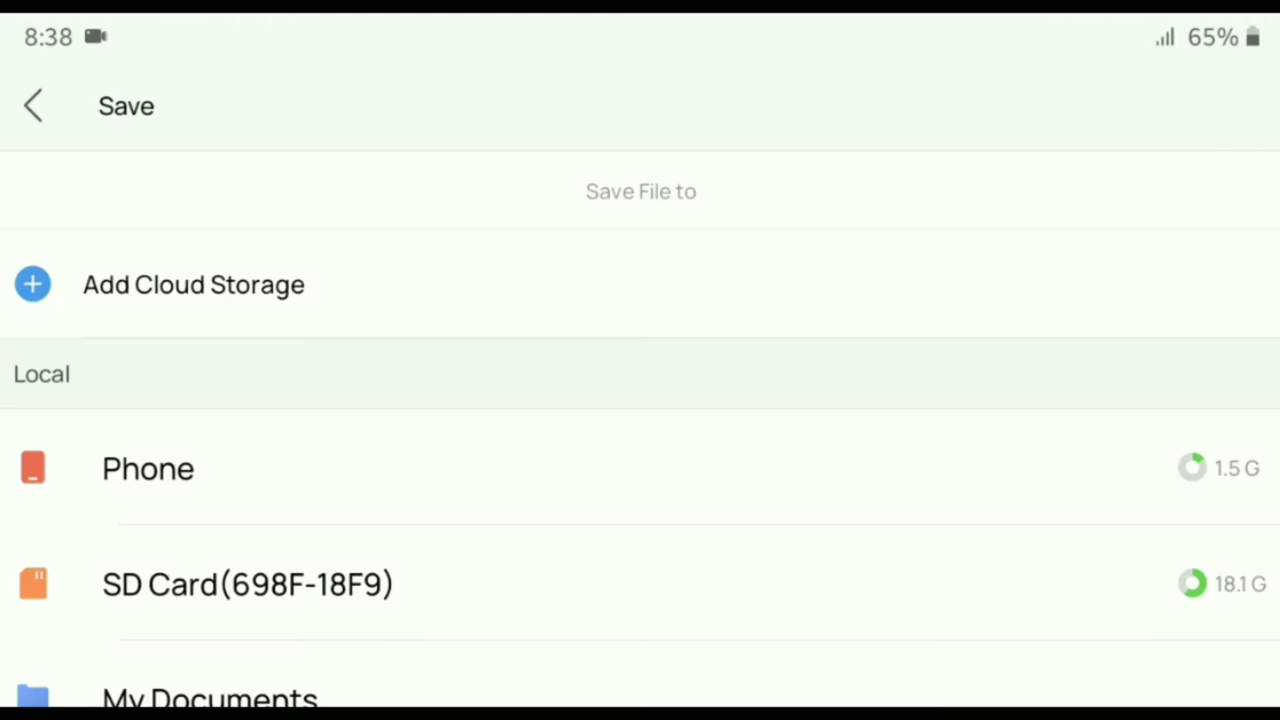 8:38
65%
Save
Save File to
Add Cloud Storage
Local
Phone
1.5 G
SD Card(698F-18F9)
18.1 G
My Documents